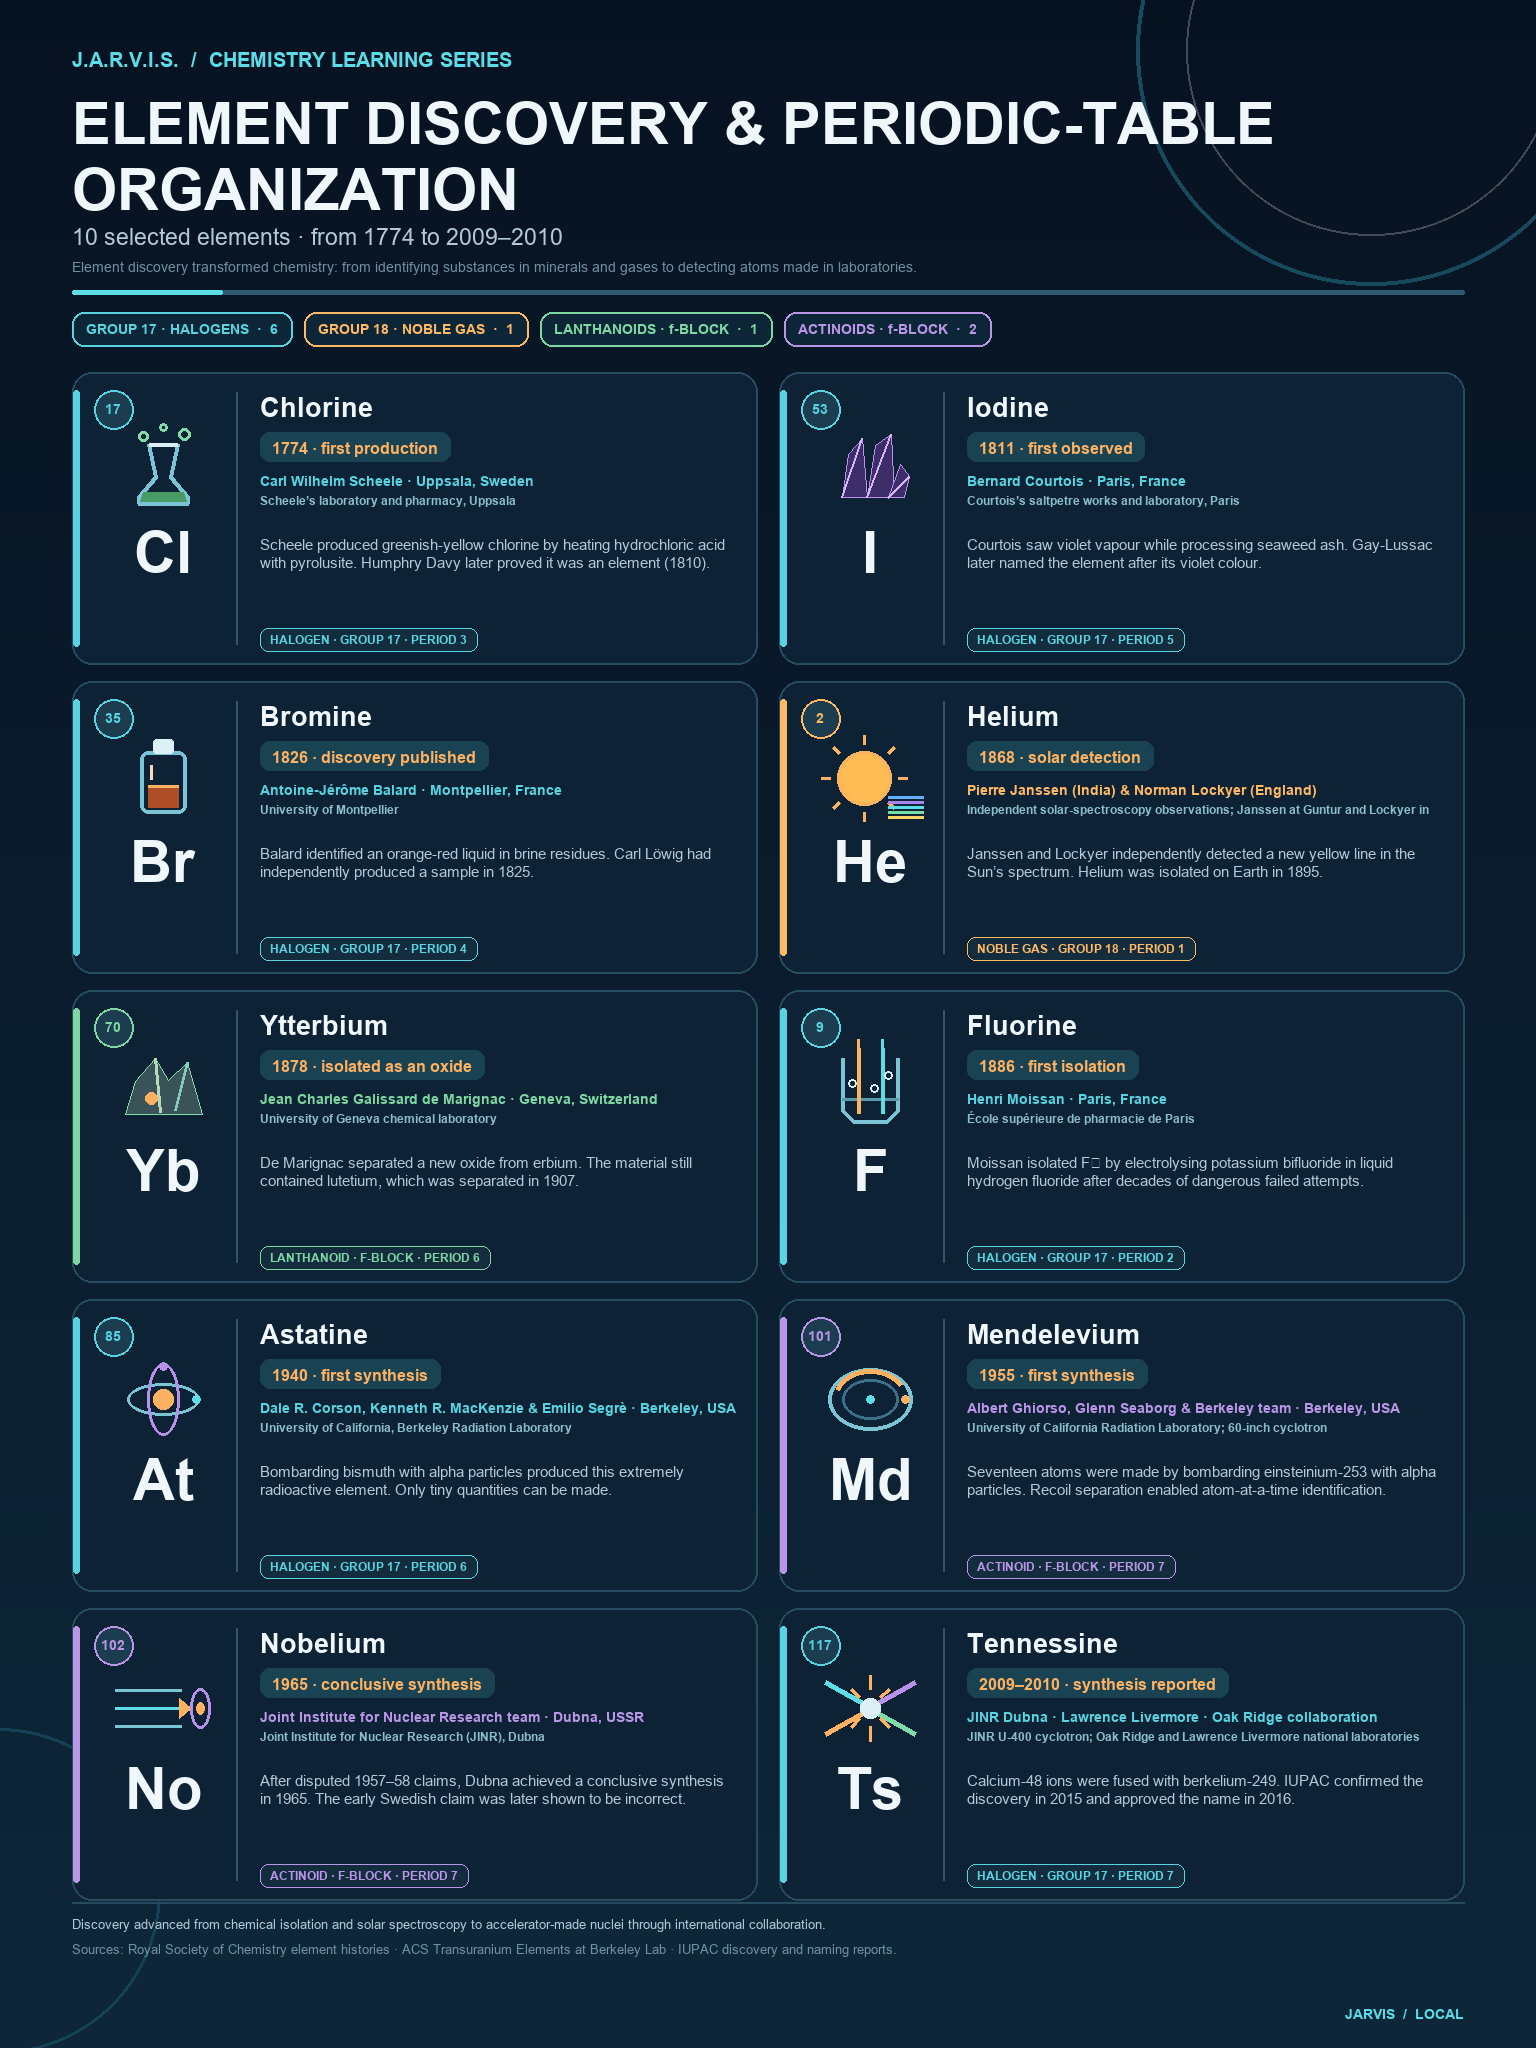 J.A.R.V.I.S. / CHEMISTRY LEARNING SERIES
ELEMENT DISCOVERY & PERIODIC-TABLE
ORGANIZATION
10 selected elements · from 1774 to 2009–2010
Element discovery transformed chemistry: from identifying substances in minerals and gases to detecting atoms made in laboratories.
GROUP 17 · HALOGENS · 6
GROUP 18 · NOBLE GAS · 1
LANTHANOIDS · f-BLOCK · 1
ACTINOIDS · f-BLOCK · 2
17
Chlorine
1774 · first production
Carl Wilhelm Scheele · Uppsala, Sweden
Scheele's laboratory and pharmacy, Uppsala
Cl
Scheele produced greenish-yellow chlorine by heating hydrochloric acid
with pyrolusite. Humphry Davy later proved it was an element (1810).
HALOGEN · GROUP 17 · PERIOD 3
53
Iodine
1811 · first observed
Bernard Courtois · Paris, France
Courtois's saltpetre works and laboratory, Paris
I
Courtois saw violet vapour while processing seaweed ash. Gay-Lussac
later named the element after its violet colour.
HALOGEN · GROUP 17 · PERIOD 5
35
Bromine
1826 · discovery published
Antoine-Jérôme Balard · Montpellier, France
University of Montpellier
Br
Balard identified an orange-red liquid in brine residues. Carl Löwig had
independently produced a sample in 1825.
HALOGEN · GROUP 17 · PERIOD 4
2
Helium
1868 · solar detection
Pierre Janssen (India) & Norman Lockyer (England)
Independent solar-spectroscopy observations; Janssen at Guntur and Lockyer in
He
Janssen and Lockyer independently detected a new yellow line in the
Sun's spectrum. Helium was isolated on Earth in 1895.
NOBLE GAS · GROUP 18 · PERIOD 1
70
Ytterbium
1878 · isolated as an oxide
Jean Charles Galissard de Marignac · Geneva, Switzerland
University of Geneva chemical laboratory
Yb
De Marignac separated a new oxide from erbium. The material still
contained lutetium, which was separated in 1907.
LANTHANOID · F-BLOCK · PERIOD 6
9
Fluorine
1886 · first isolation
Henri Moissan · Paris, France
École supérieure de pharmacie de Paris
F
Moissan isolated F□ by electrolysing potassium bifluoride in liquid
hydrogen fluoride after decades of dangerous failed attempts.
HALOGEN · GROUP 17 · PERIOD 2
85
Astatine
1940 · first synthesis
Dale R. Corson, Kenneth R. MacKenzie & Emilio Segrè · Berkeley, USA
University of California, Berkeley Radiation Laboratory
At
Bombarding bismuth with alpha particles produced this extremely
radioactive element. Only tiny quantities can be made.
HALOGEN · GROUP 17 · PERIOD 6
101
Mendelevium
1955 · first synthesis
Albert Ghiorso, Glenn Seaborg & Berkeley team · Berkeley, USA
University of California Radiation Laboratory; 60-inch cyclotron
Md
Seventeen atoms were made by bombarding einsteinium-253 with alpha
particles. Recoil separation enabled atom-at-a-time identification.
ACTINOID · F-BLOCK · PERIOD 7
102
Nobelium
1965 · conclusive synthesis
Joint Institute for Nuclear Research team · Dubna, USSR
Joint Institute for Nuclear Research (JINR), Dubna
No
After disputed 1957–58 claims, Dubna achieved a conclusive synthesis
in 1965. The early Swedish claim was later shown to be incorrect.
ACTINOID · F-BLOCK · PERIOD 7
117
Tennessine
2009–2010 · synthesis reported
JINR Dubna · Lawrence Livermore · Oak Ridge collaboration
JINR U-400 cyclotron; Oak Ridge and Lawrence Livermore national laboratories
Ts
Calcium-48 ions were fused with berkelium-249. IUPAC confirmed the
discovery in 2015 and approved the name in 2016.
HALOGEN · GROUP 17 · PERIOD 7
Discovery advanced from chemical isolation and solar spectroscopy to accelerator-made nuclei through international collaboration.
Sources: Royal Society of Chemistry element histories · ACS Transuranium Elements at Berkeley Lab · IUPAC discovery and naming reports.
JARVIS / LOCAL